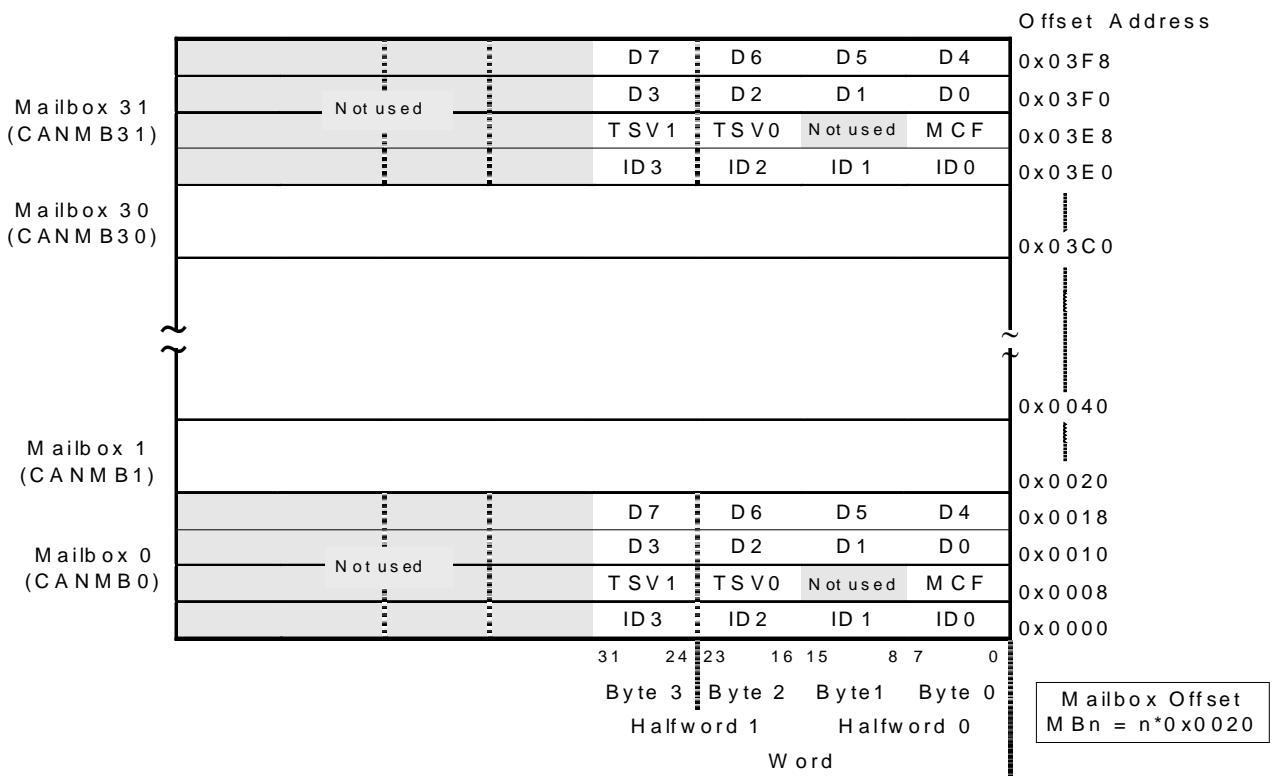 Offset Address
D7 D6 D5 D4 0x03F8
D3 D2 D1 D0 0x03F0
Mailbox 31
(CANMB31)
Not used
TSV1 TSV0 Not used MCF 0x03E8
ID3 ID2 ID1 ID0 0x03E0
Mailbox 30
(CANMB30)
0x03C0
~ ~
~ ~
0x0040
Mailbox 1
(CANMB1)
0x0020
D7 D6 D5 D4 0x0018
D3 D2 D1 D0 0x0010
Mailbox 0
(CANMB0)
Not used
TSV1 TSV0 Not used MCF 0x0008
ID3 ID2 ID1 ID0 0x0000
31 24 23 16 15 8 7 0
Byte 3 Byte 2 Byte1 Byte 0
Halfword 1 Halfword 0
Word
Mailbox Offset
MBn = n*0x0020